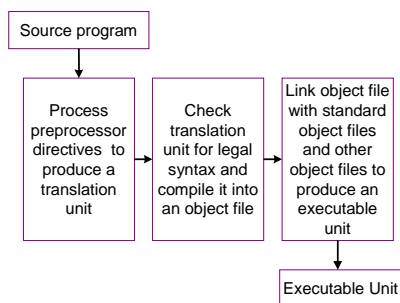 Source program
Process
preprocessor
directives to
produce a
translation
unit
Check
translation
unit for legal
syntax and
compile it into
an object file
Link object file
with standard
object files
and other
object files to
produce an
executable
unit
Executable Unit